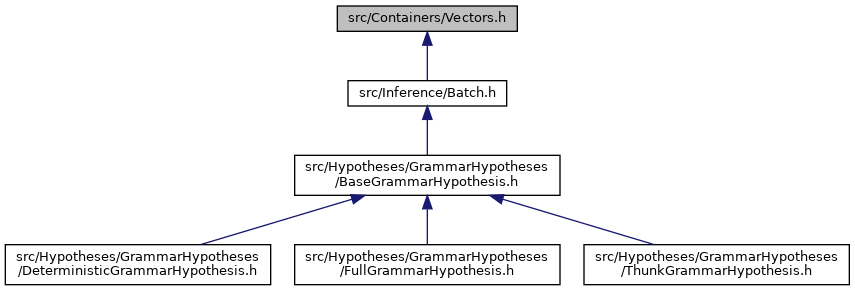 src/Containers/Vectors.h
src/Inference/Batch.h
src/Hypotheses/GrammarHypotheses
/BaseGrammarHypothesis.h
src/Hypotheses/GrammarHypotheses
/DeterministicGrammarHypothesis.h
src/Hypotheses/GrammarHypotheses
/FullGrammarHypothesis.h
src/Hypotheses/GrammarHypotheses
/ThunkGrammarHypothesis.h